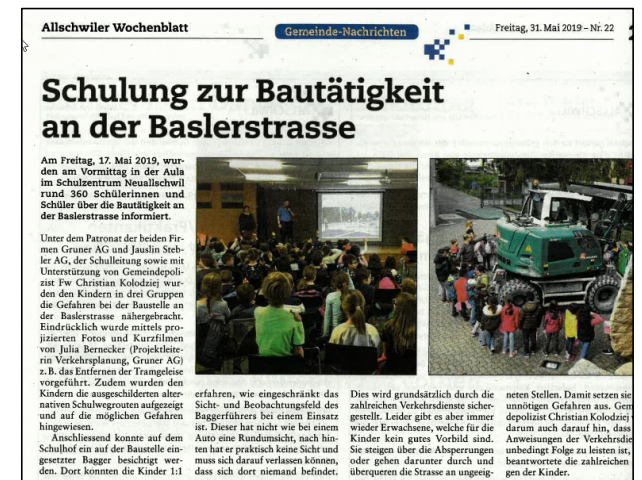 Allschwiler Wochenblatt
Gemeinde-Nachrichten
Freitag, 31. Mai 2019 – Nr. 22
Schulung zur Bautätigkeit
an der Baslerstrasse
Am Freitag, 17. Mai 2019, wur-
den am Vormittag in der Aula
im Schulzentrum Neuallschwil
rund 360 Schülerinnen und
Schüler über die Bautätigkeit an
der Baslerstrasse informiert.
Unter dem Patronat der beiden Fir-
men Gruner AG und Jauslin Steb-
ler AG, der Schulleitung sowie mit
Unterstützung von Gemeindepoli-
zist Fw Christian Kolodziej wur-
den den Kindern in drei Gruppen
die Gefahren bei der Baustelle an
der Baslerstrasse nähergebracht.
Eindrücklich wurde mittels pro-
jizierten Fotos und Kurzfilmen
von Julia Bernecker (Projektleite-
rin Verkehrsplanung, Gruner AG)
z. B. das Entfernen der Tramgeleise
vorgeführt. Zudem wurden den
Kindern die ausgeschilderten alter-
nativen Schulwegrouten aufgezeigt
und auf die möglichen Gefahren
hingewiesen.
Anschliessend konnte auf dem
Schulhof ein auf der Baustelle ein-
gesetzter Bagger besichtigt wer-
den. Dort konnten die Kinder 1:1
erfahren, wie eingeschränkt das
Sicht- und Beobachtungsfeld des
Baggerführers bei einem Einsatz
ist. Dieser hat nicht wie bei einem
Auto eine Rundumsicht, nach hin-
ten hat er praktisch keine Sicht und
muss sich darauf verlassen können,
dass sich dort niemand befindet.
Dies wird grundsätzlich durch die
zahlreichen Verkehrsdienste sicher-
gestellt. Leider gibt es aber immer
wieder Erwachsene, welche für die
Kinder kein gutes Vorbild sind.
Sie steigen über die Absperrungen
oder gehen darunter durch und
überqueren die Strasse an ungeeig-
neten Stellen. Damit setzen sie
unnötigen Gefahren aus. Gem
depolizist Christian Kolodziej
darum auch darauf hin, dass
Anweisungen der Verkehrsdie
unbedingt Folge zu leisten ist,
beantwortete die zahlreichen
gen der Kinder.